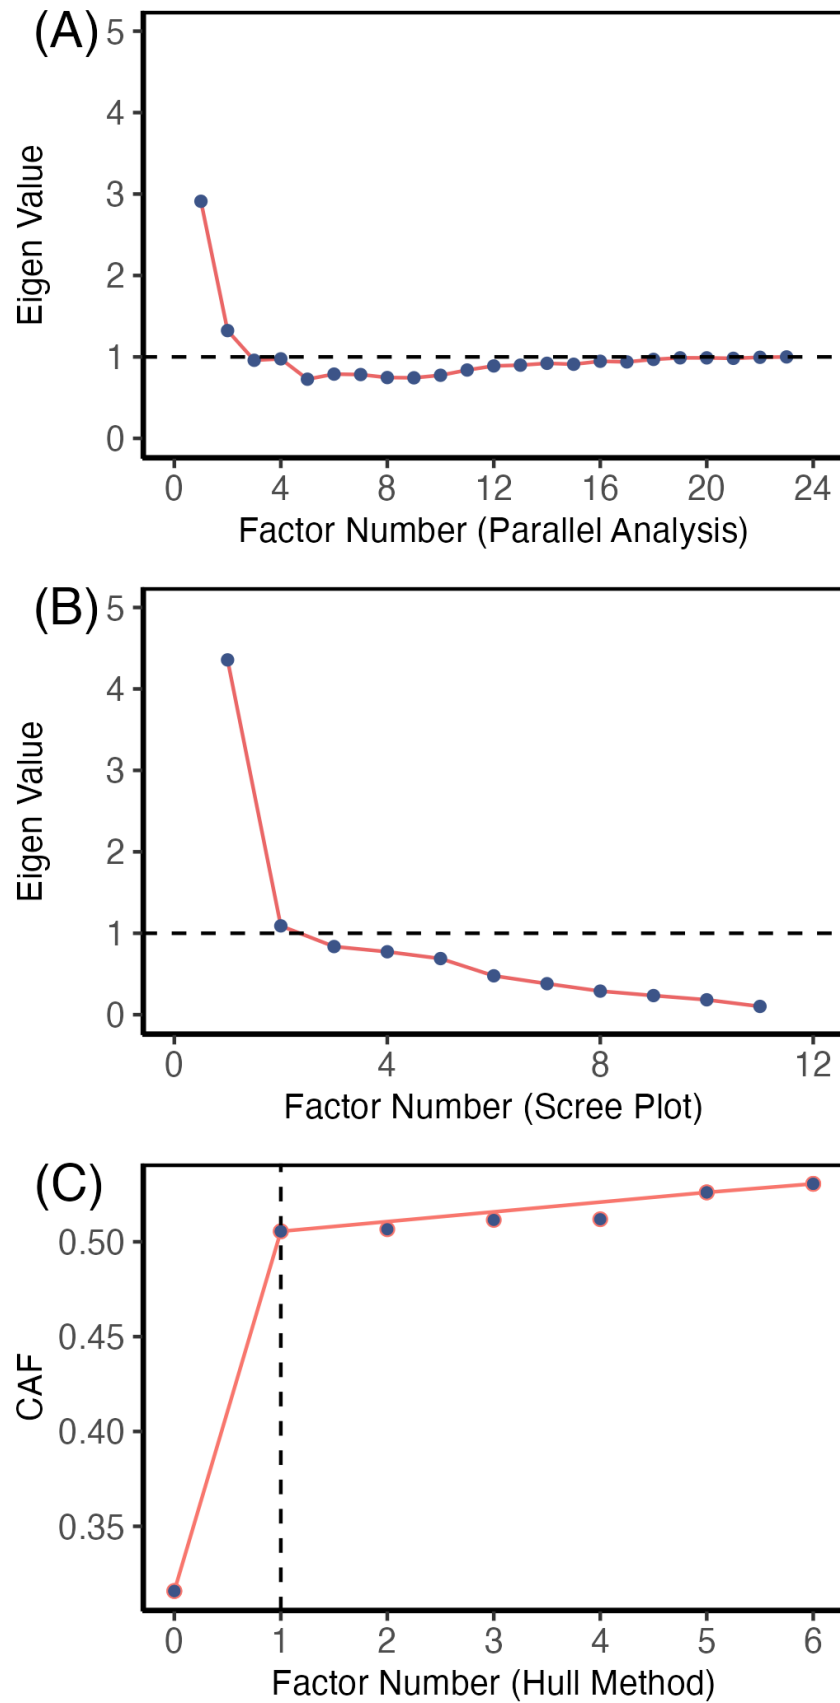 (A)
5
4
3
2
1
0
Eigen Value
0 4 8 12 16 20 24
Factor Number (Parallel Analysis)
(B)
5
4
3
2
1
0
Eigen Value
0 4 8 12
Factor Number (Scree Plot)
(C)
0.50
0.45
0.40
0.35
CAF
0 1 2 3 4 5 6
Factor Number (Hull Method)